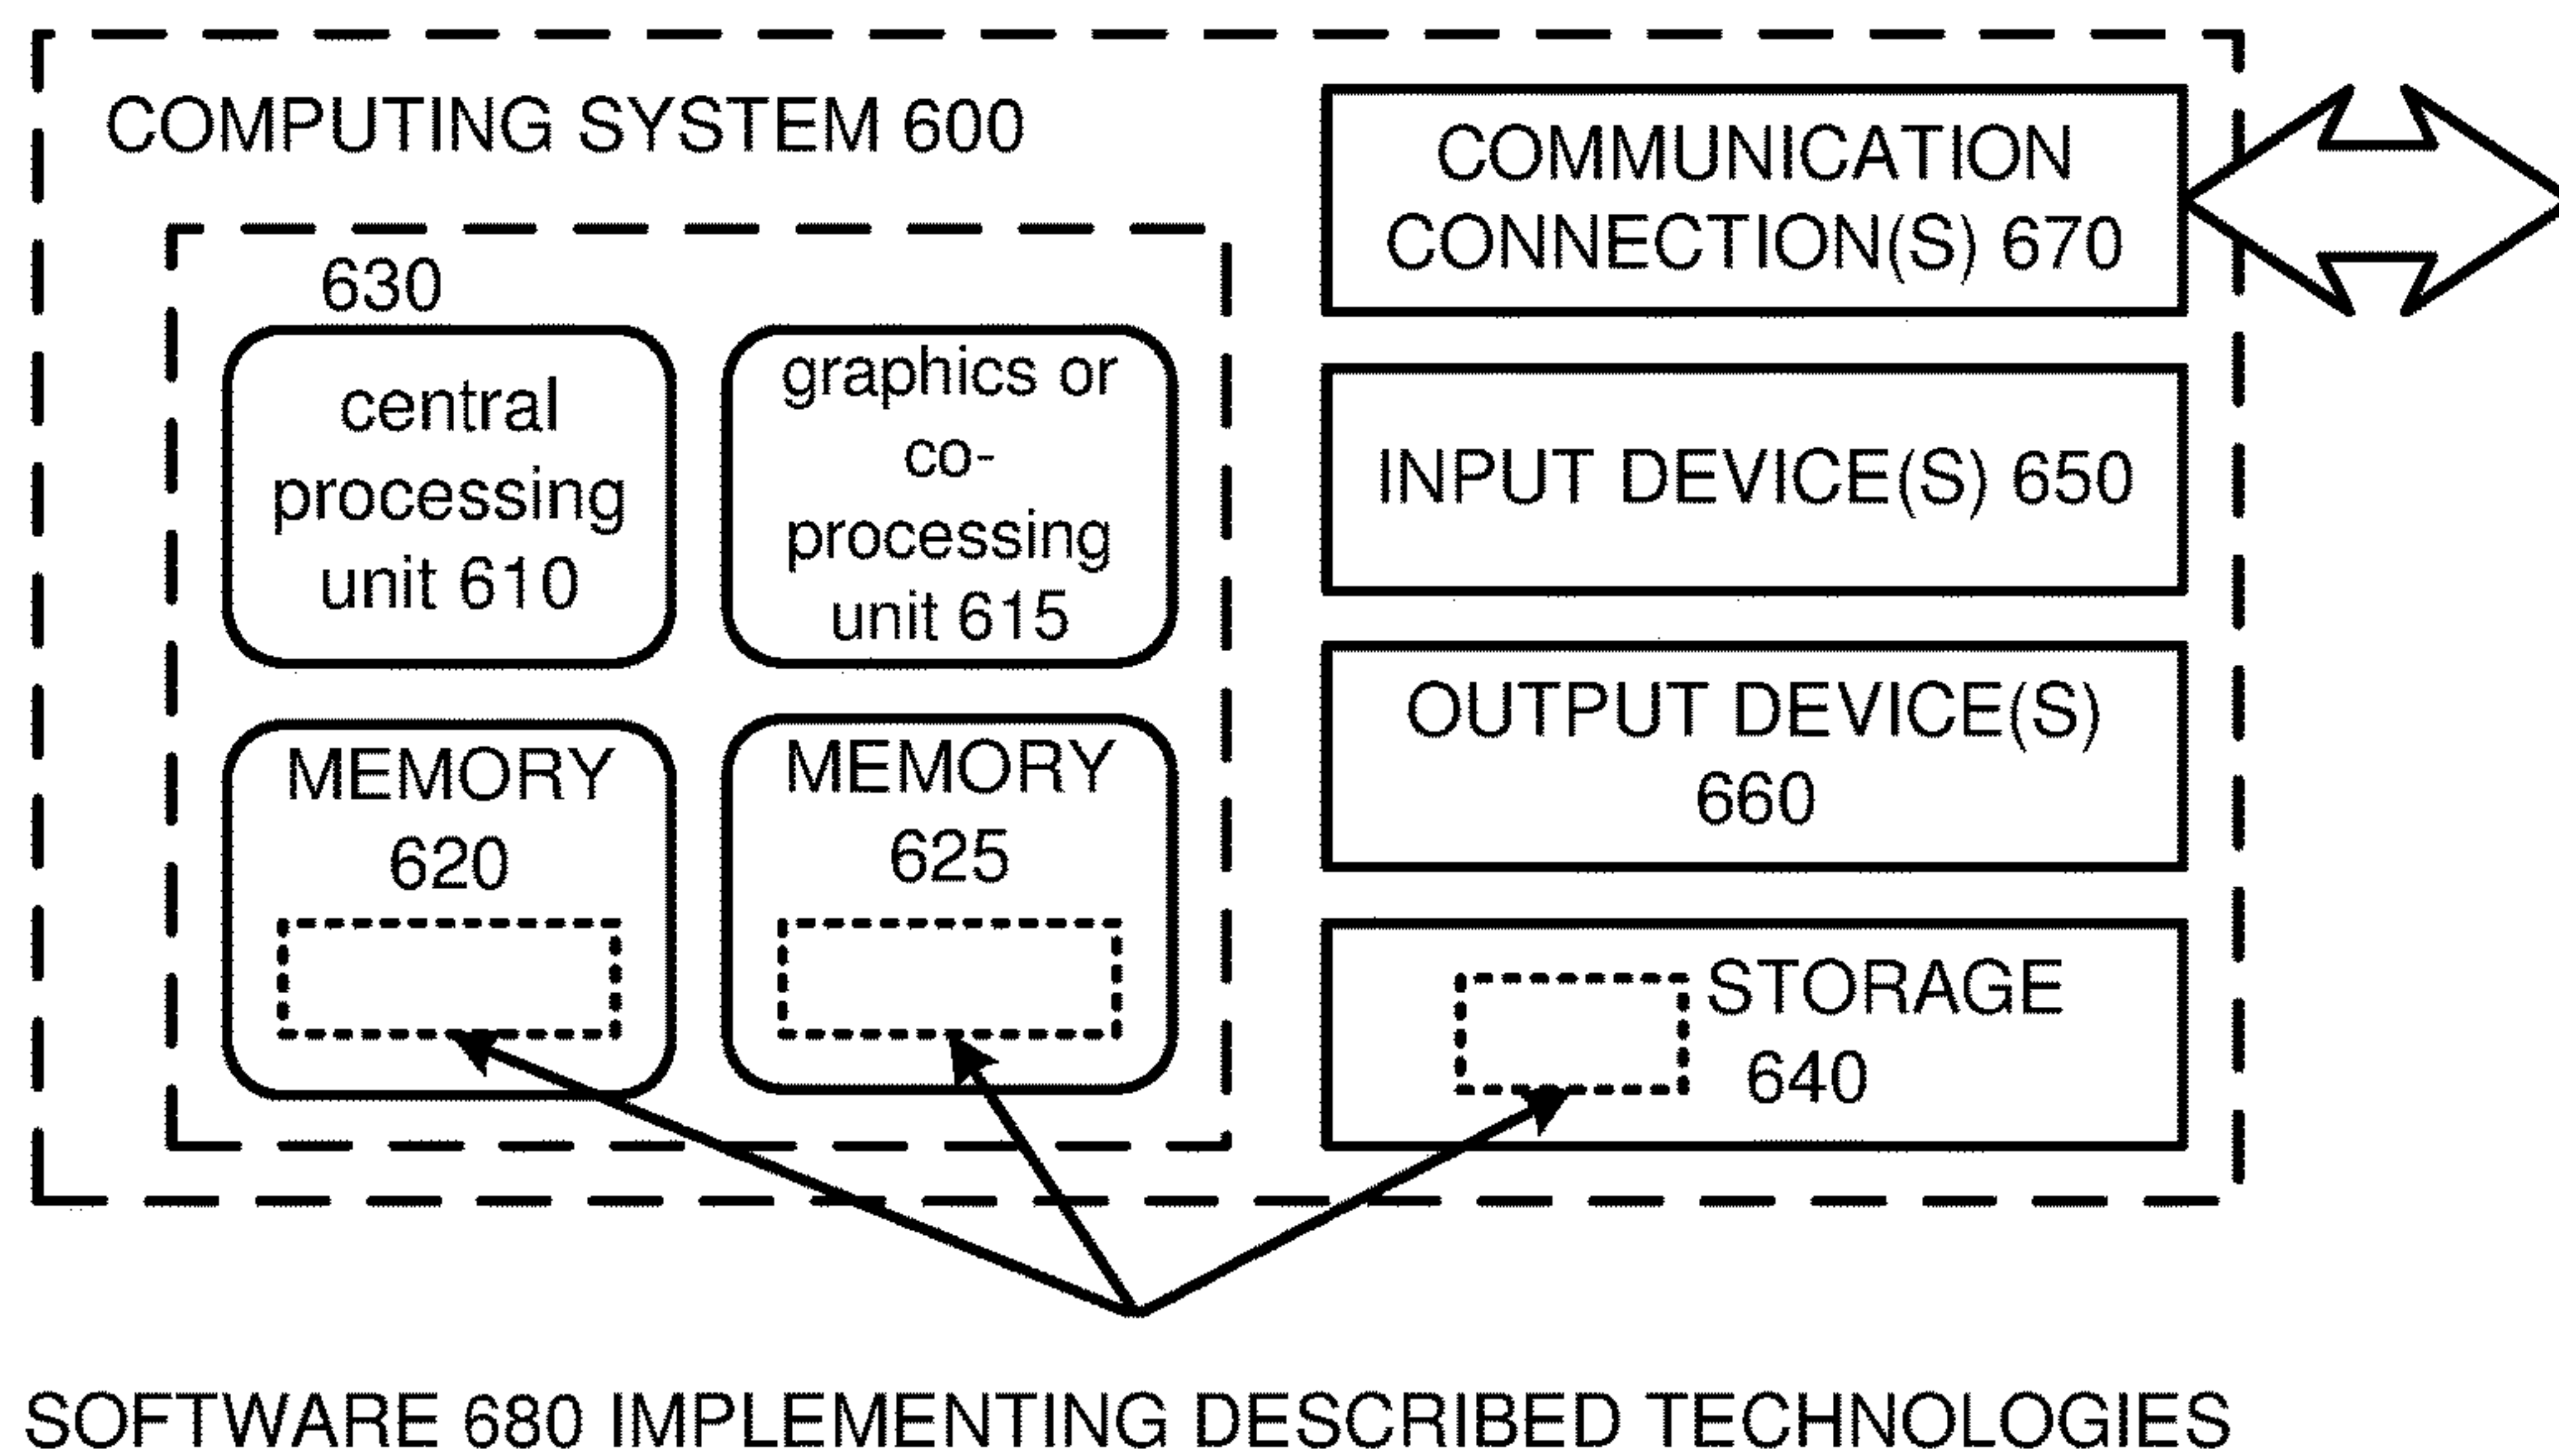 COMPUTING SYSTEM 600
630
central
processing
unit 610
graphics or
co-
processing
unit 615
MEMORY
620
MEMORY
625
COMMUNICATION
CONNECTION(S) 670
INPUT DEVICE(S) 650
OUTPUT DEVICE(S)
660
STORAGE
640
SOFTWARE 680 IMPLEMENTING DESCRIBED TECHNOLOGIES